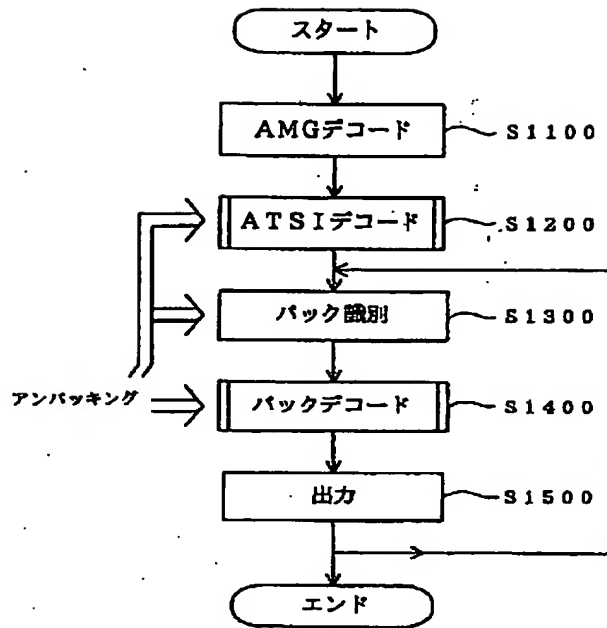 スタート
AMGデコード
S1100
ATSIデコード
S1200
パック識別
S1300
アンパッキング
パックデコード
S1400
出力
S1500
エンド